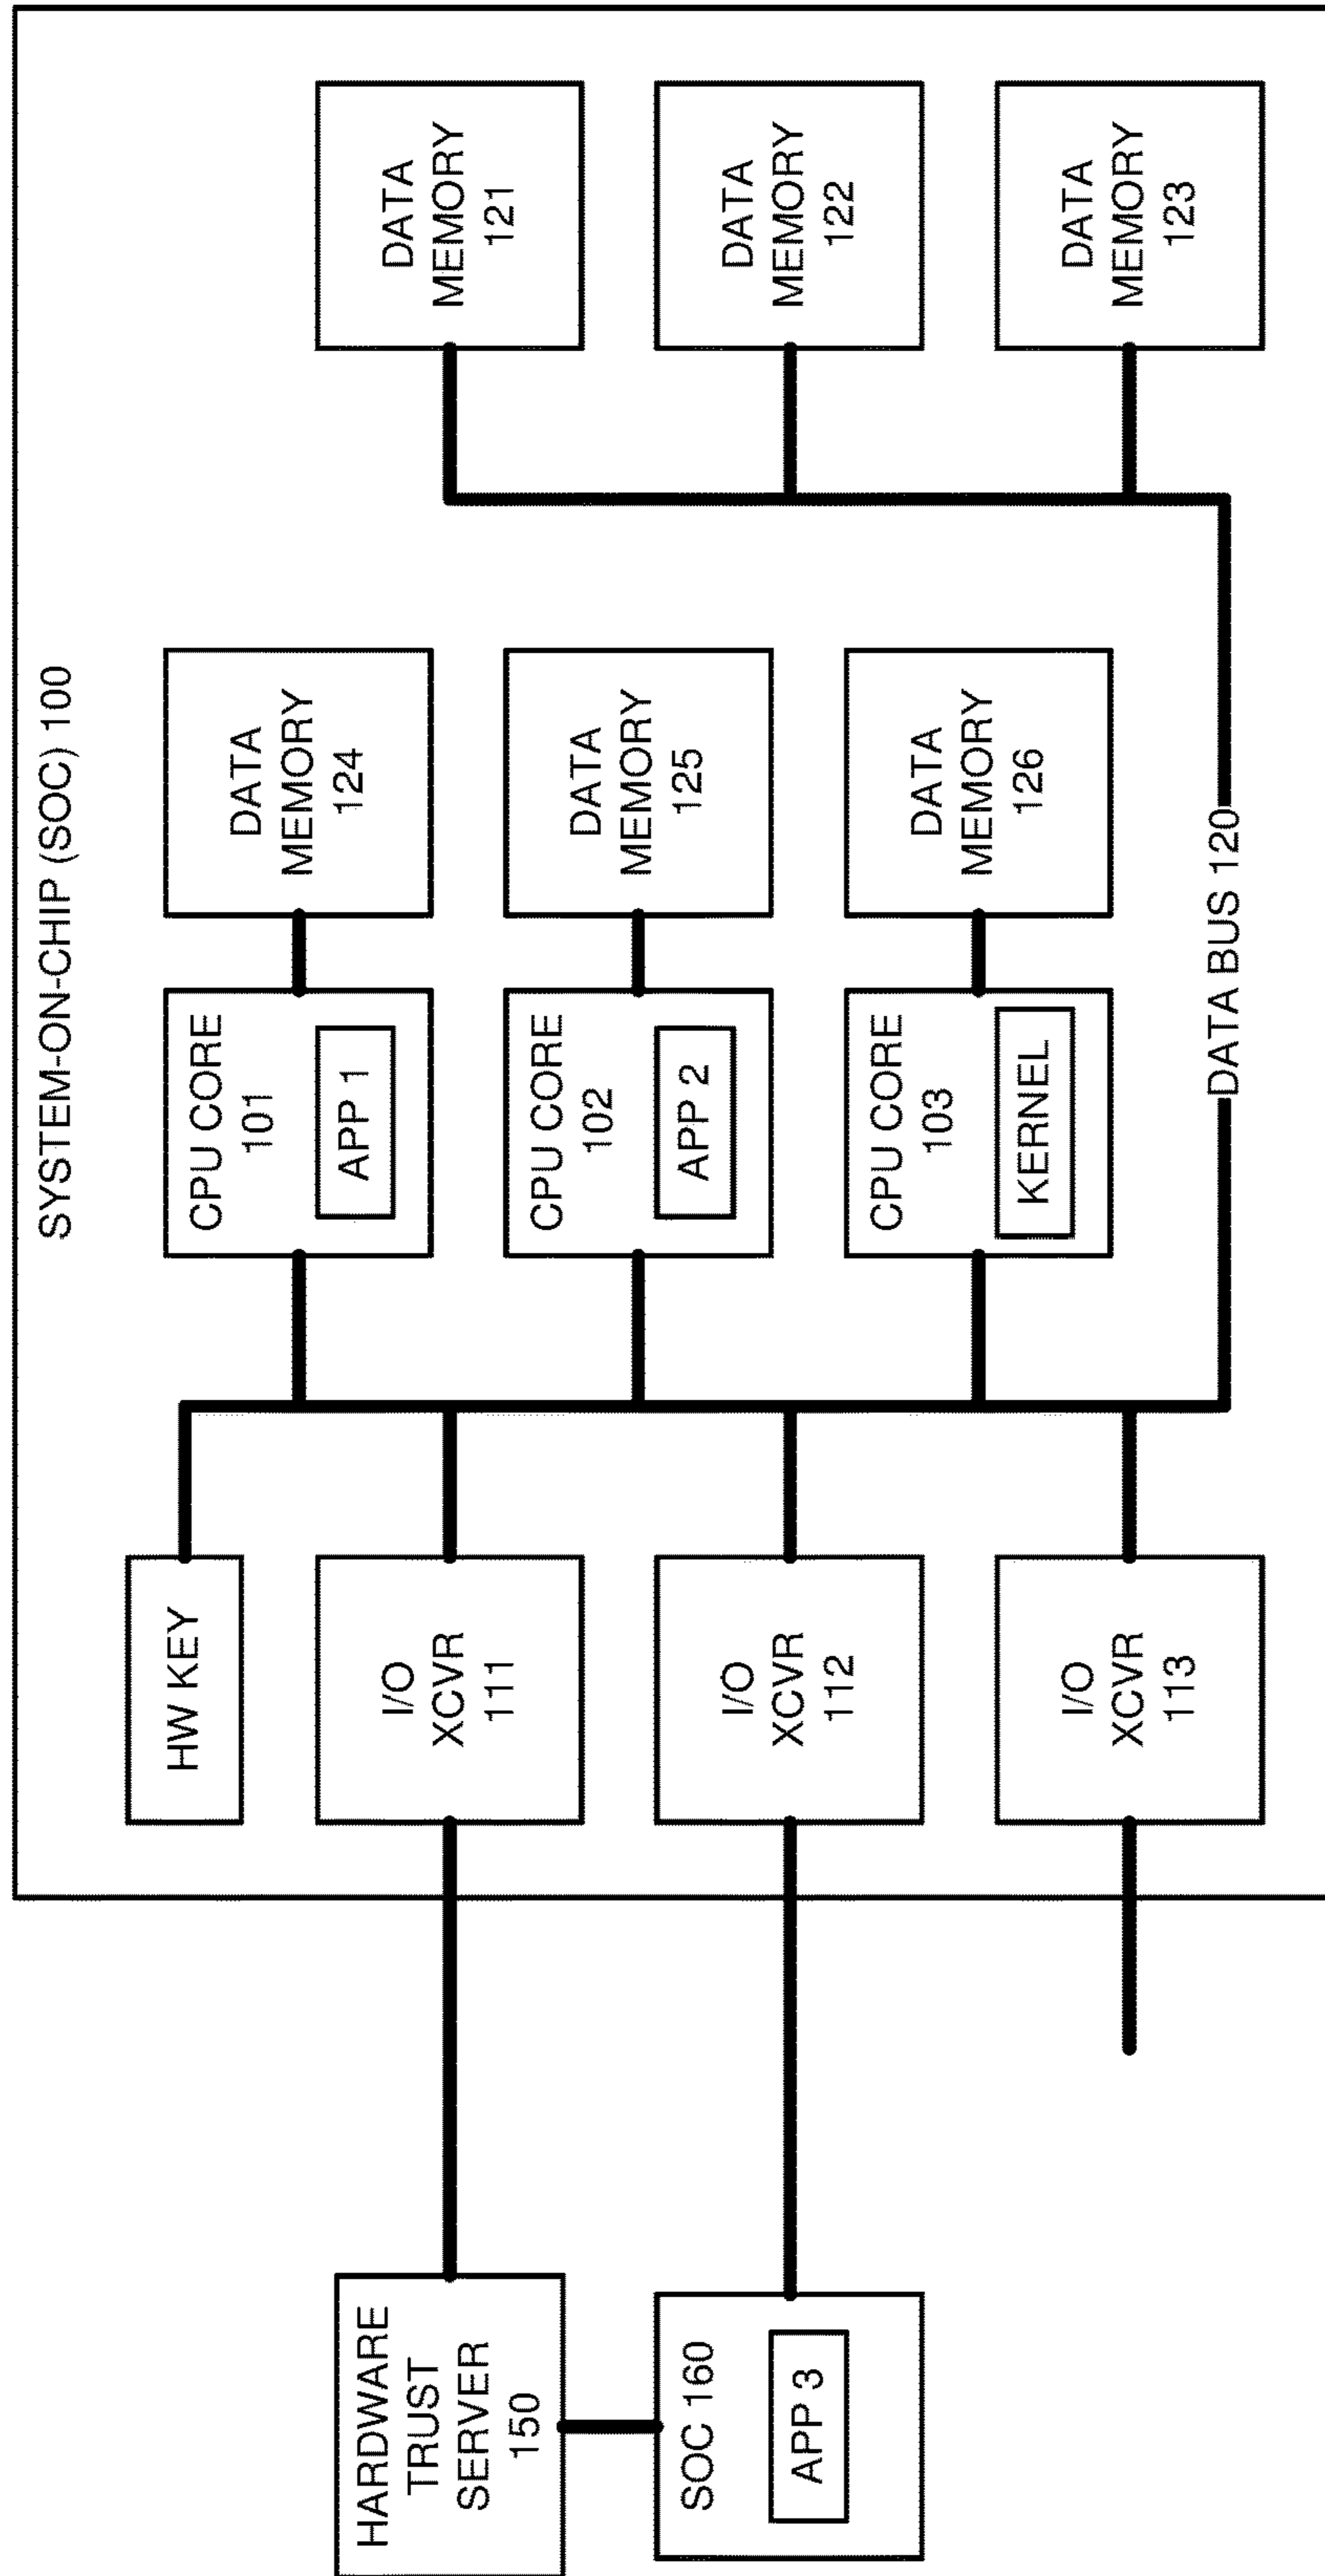 SYSTEM-ON-CHIP (SOC) 100
HW KEY
I/O
XCVR
111
I/O
XCVR
112
I/O
XCVR
113
CPU CORE
101
APP 1
CPU CORE
102
APP 2
CPU CORE
103
KERNEL
DATA
MEMORY
124
DATA
MEMORY
125
DATA
MEMORY
126
DATA
MEMORY
121
DATA
MEMORY
122
DATA
MEMORY
123
DATA BUS 120
HARDWARE
TRUST
SERVER
150
SOC 160
APP 3